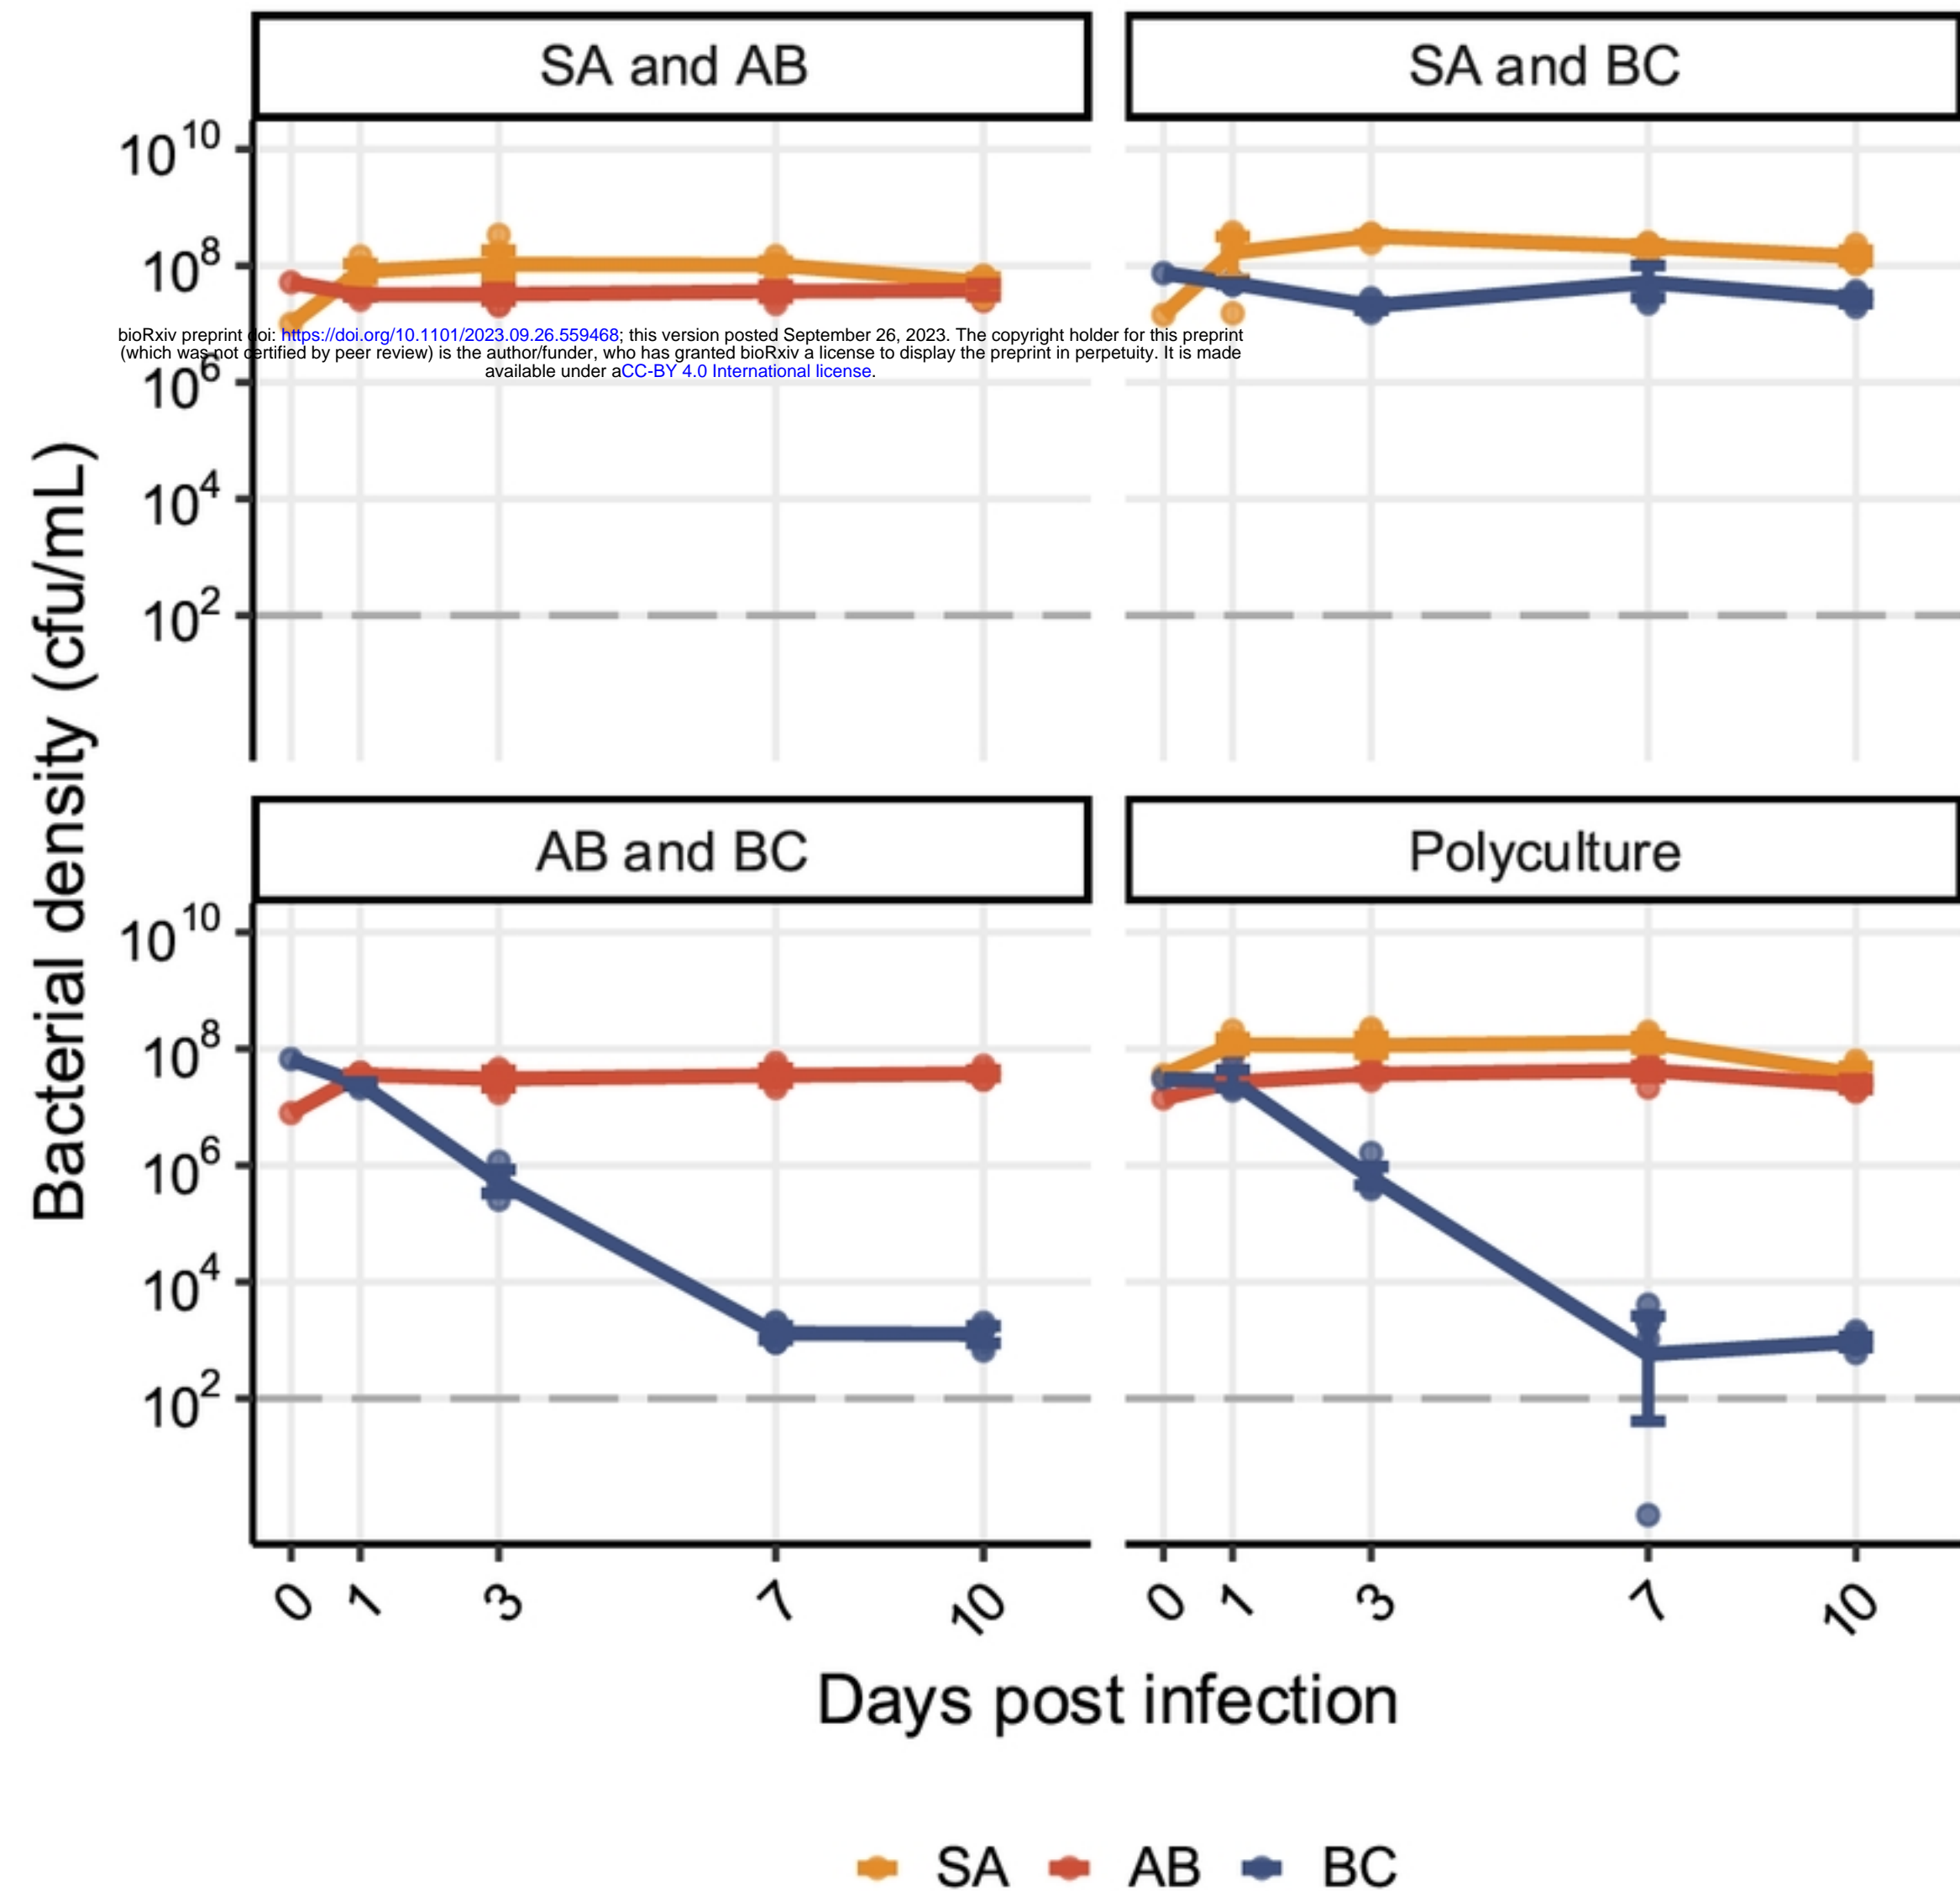 SA and AB
SA and BC
10^10
10^8
10^6
10^4
10^2
bioRxiv preprint doi: https://doi.org/10.1101/2023.09.26.559468; this version posted September 26, 2023. The copyright holder for this preprint
(which was not certified by peer review) is the author/funder, who has granted bioRxiv a license to display the preprint in perpetuity. It is made
available under aCC-BY 4.0 International license.
Bacterial density (cfu/mL)
AB and BC
Polyculture
10^10
10^8
10^6
10^4
10^2
0 1 3 7 10
0 1 3 7 10
Days post infection
SA AB BC